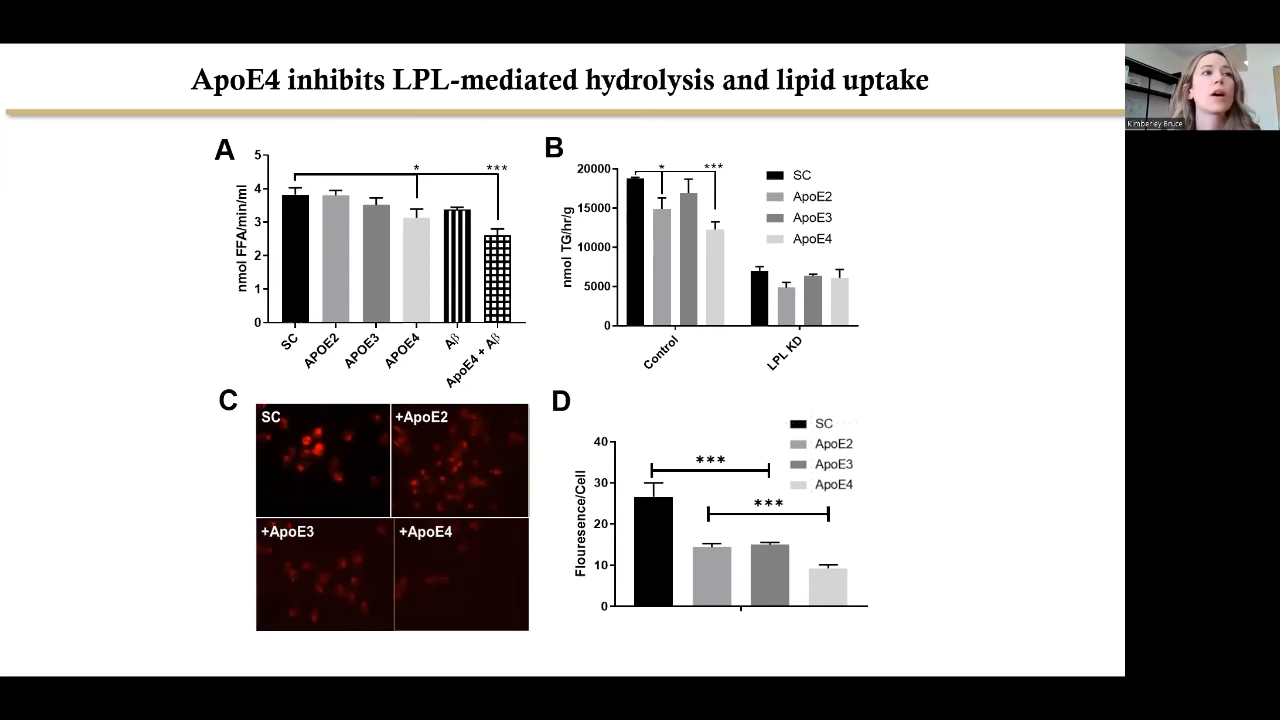 ApoE4 inhibits LPL-mediated hydrolysis and lipid uptake
Kimberley Bruce
A
5
4
3
2
1
0
nmol FFA/min/ml
*
***
SC
APOE2
APOE3
APOE4
Aβ
ApoE4 + Aβ
B
20000
15000
10000
5000
0
nmol TG/hr/g
*
***
SC
ApoE2
ApoE3
ApoE4
Control
LPL KD
C
SC
+ApoE2
+ApoE3
+ApoE4
D
40
30
20
10
0
Flouresence/Cell
***
***
SC
ApoE2
ApoE3
ApoE4